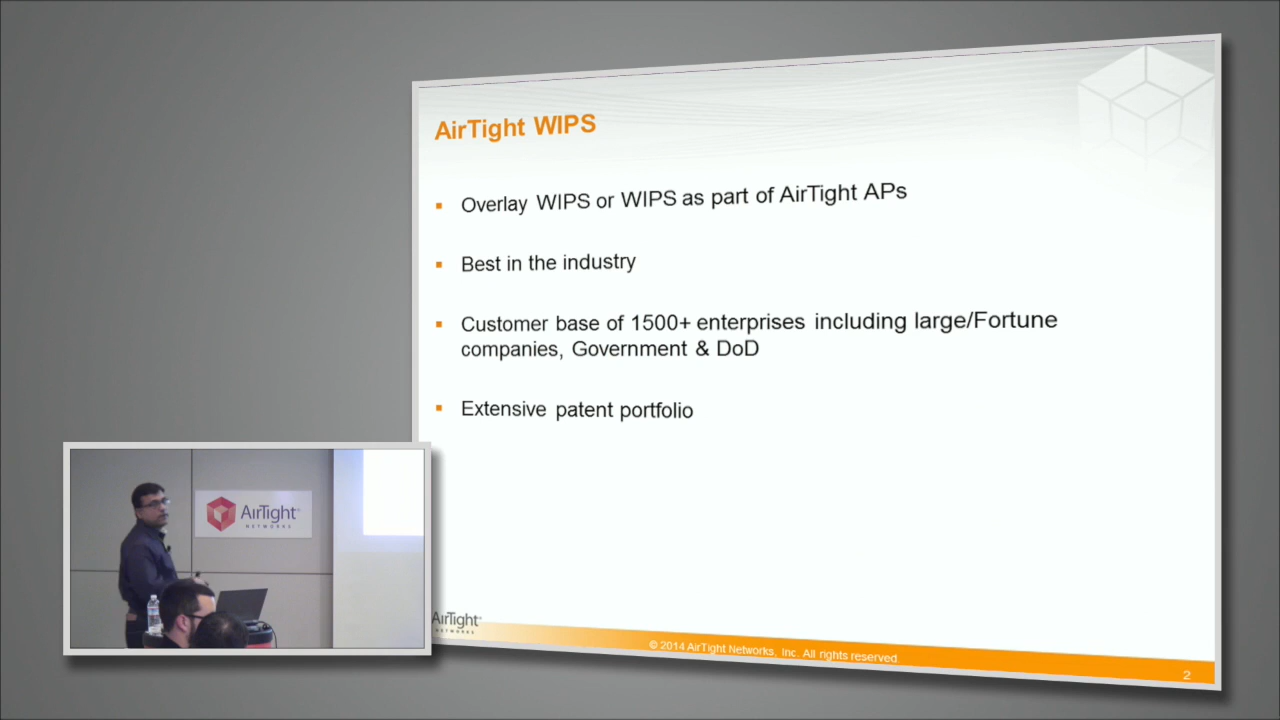 AirTight WIPS
Overlay WIPS or WIPS as part of AirTight APs
Best in the industry
Customer base of 1500+ enterprises including large/Fortune
companies, Government & DoD
Extensive patent portfolio
AirTight
NETWORKS
AirTight
NETWORKS
© 2014 AirTight Networks, Inc. All rights reserved.
2